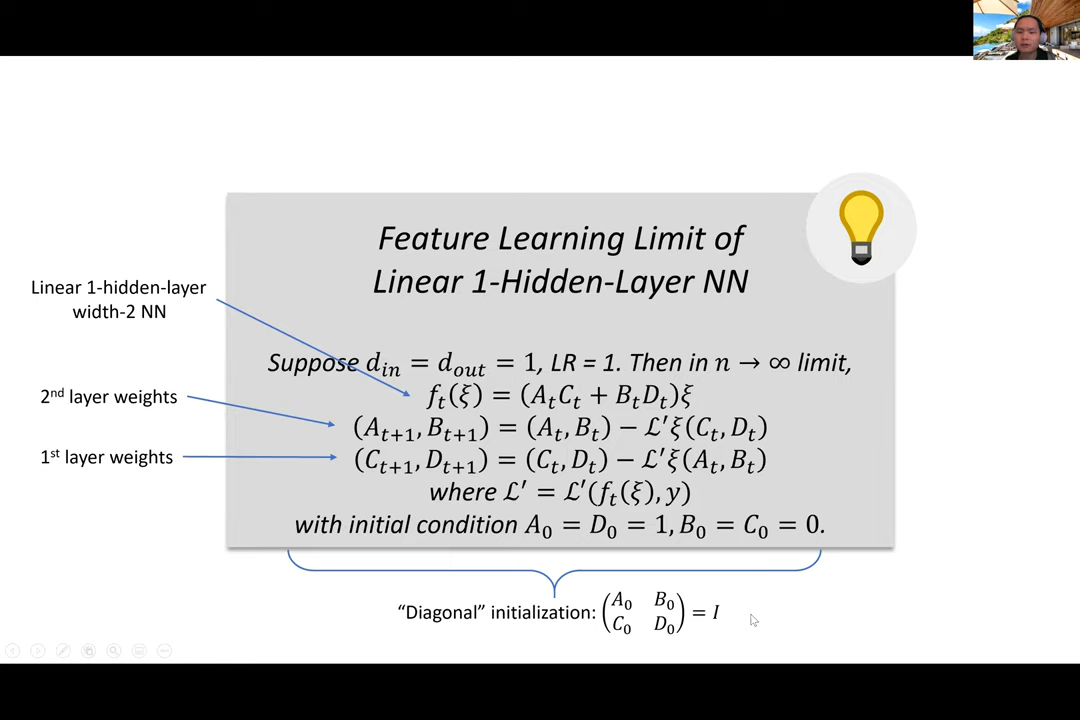 Feature Learning Limit of
Linear 1-Hidden-Layer NN
Linear 1-hidden-layer
width-2 NN
Suppose d_in = d_out = 1, LR = 1. Then in n → ∞ limit,
f_t(ξ) = (A_t C_t + B_t D_t)ξ
2nd layer weights
(A_{t+1}, B_{t+1}) = (A_t, B_t) − ℒ′ξ(C_t, D_t)
1st layer weights
(C_{t+1}, D_{t+1}) = (C_t, D_t) − ℒ′ξ(A_t, B_t)
where ℒ′ = ℒ′(f_t(ξ), y)
with initial condition A_0 = D_0 = 1, B_0 = C_0 = 0.
“Diagonal” initialization: (A_0 B_0 C_0 D_0) = I